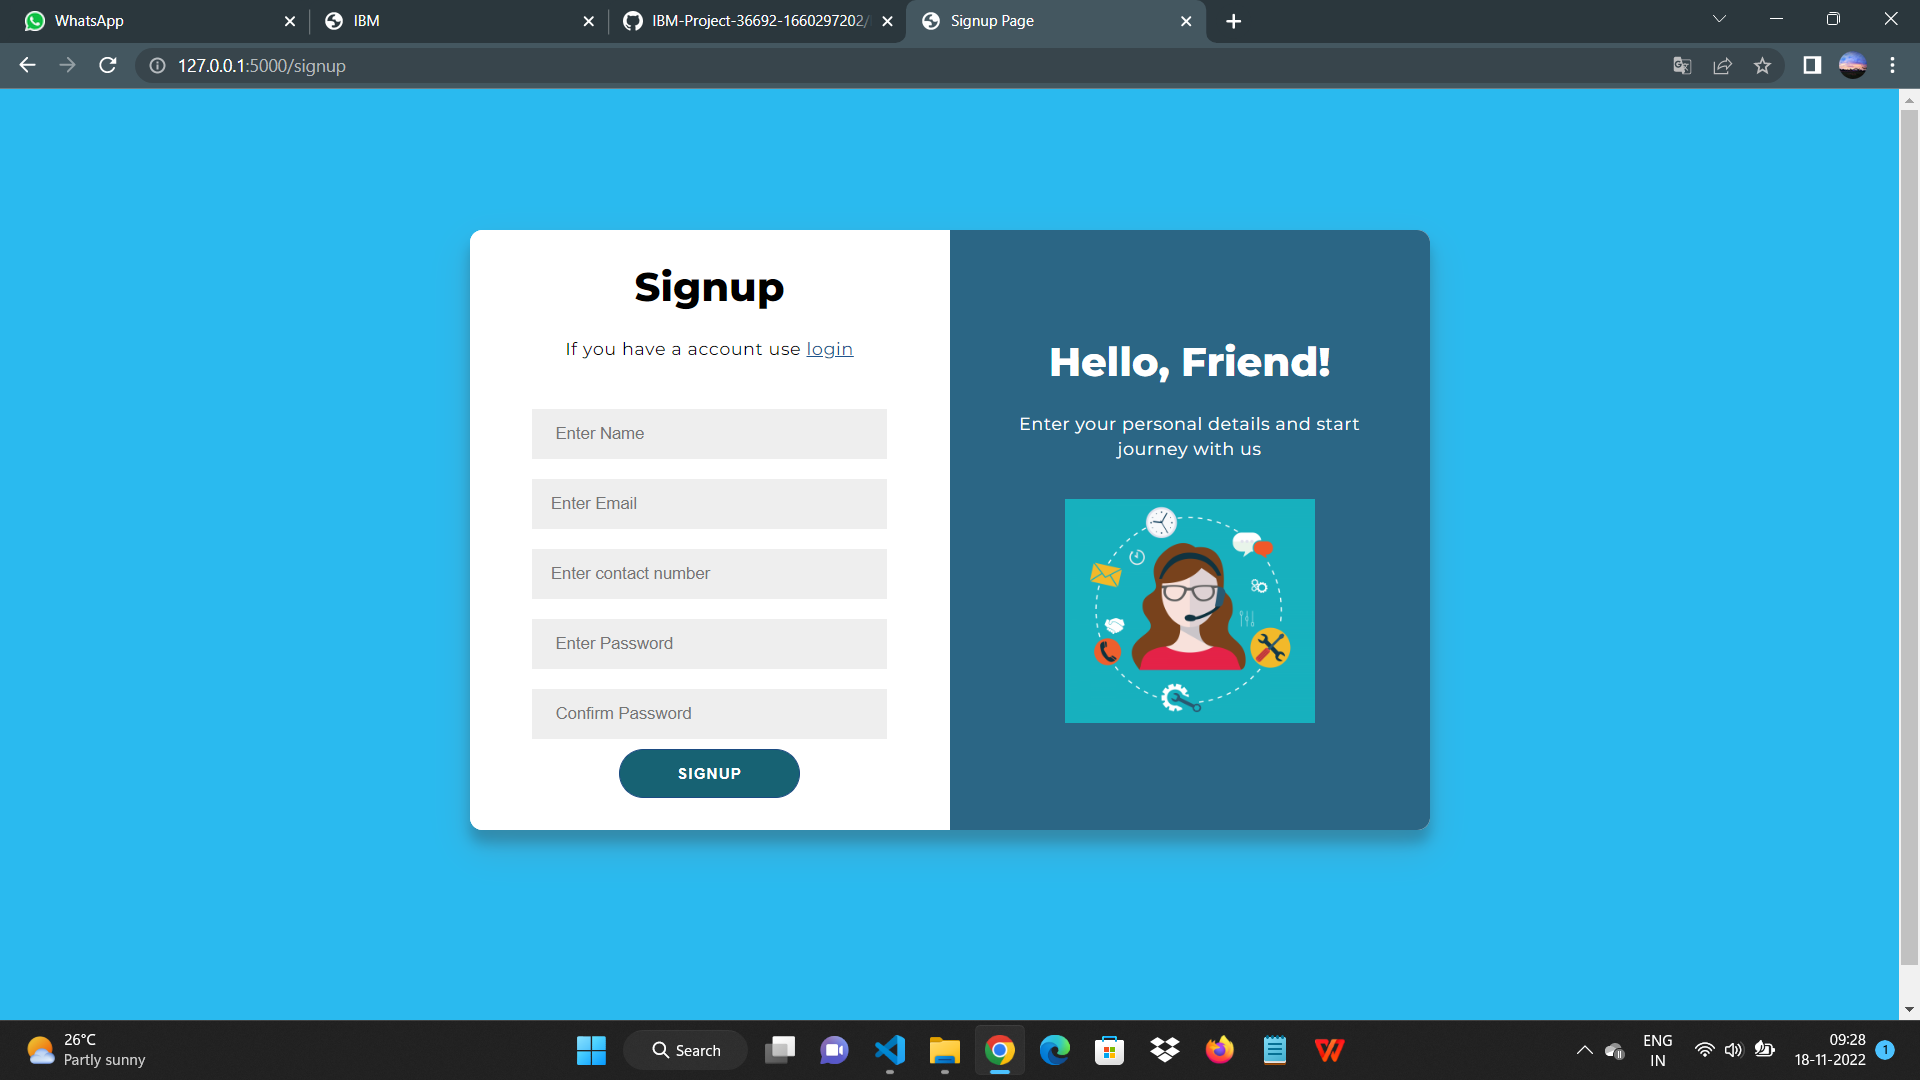 WhatsApp
IBM
IBM-Project-36692-1660297202/
Signup Page
127.0.0.1:5000/signup
Signup
If you have a account use login
Enter Name
Enter Email
Enter contact number
Enter Password
Confirm Password
SIGNUP
Hello, Friend!
Enter your personal details and start
journey with us
26°C
Partly sunny
Search
ENG
IN
09:28
18-11-2022
1